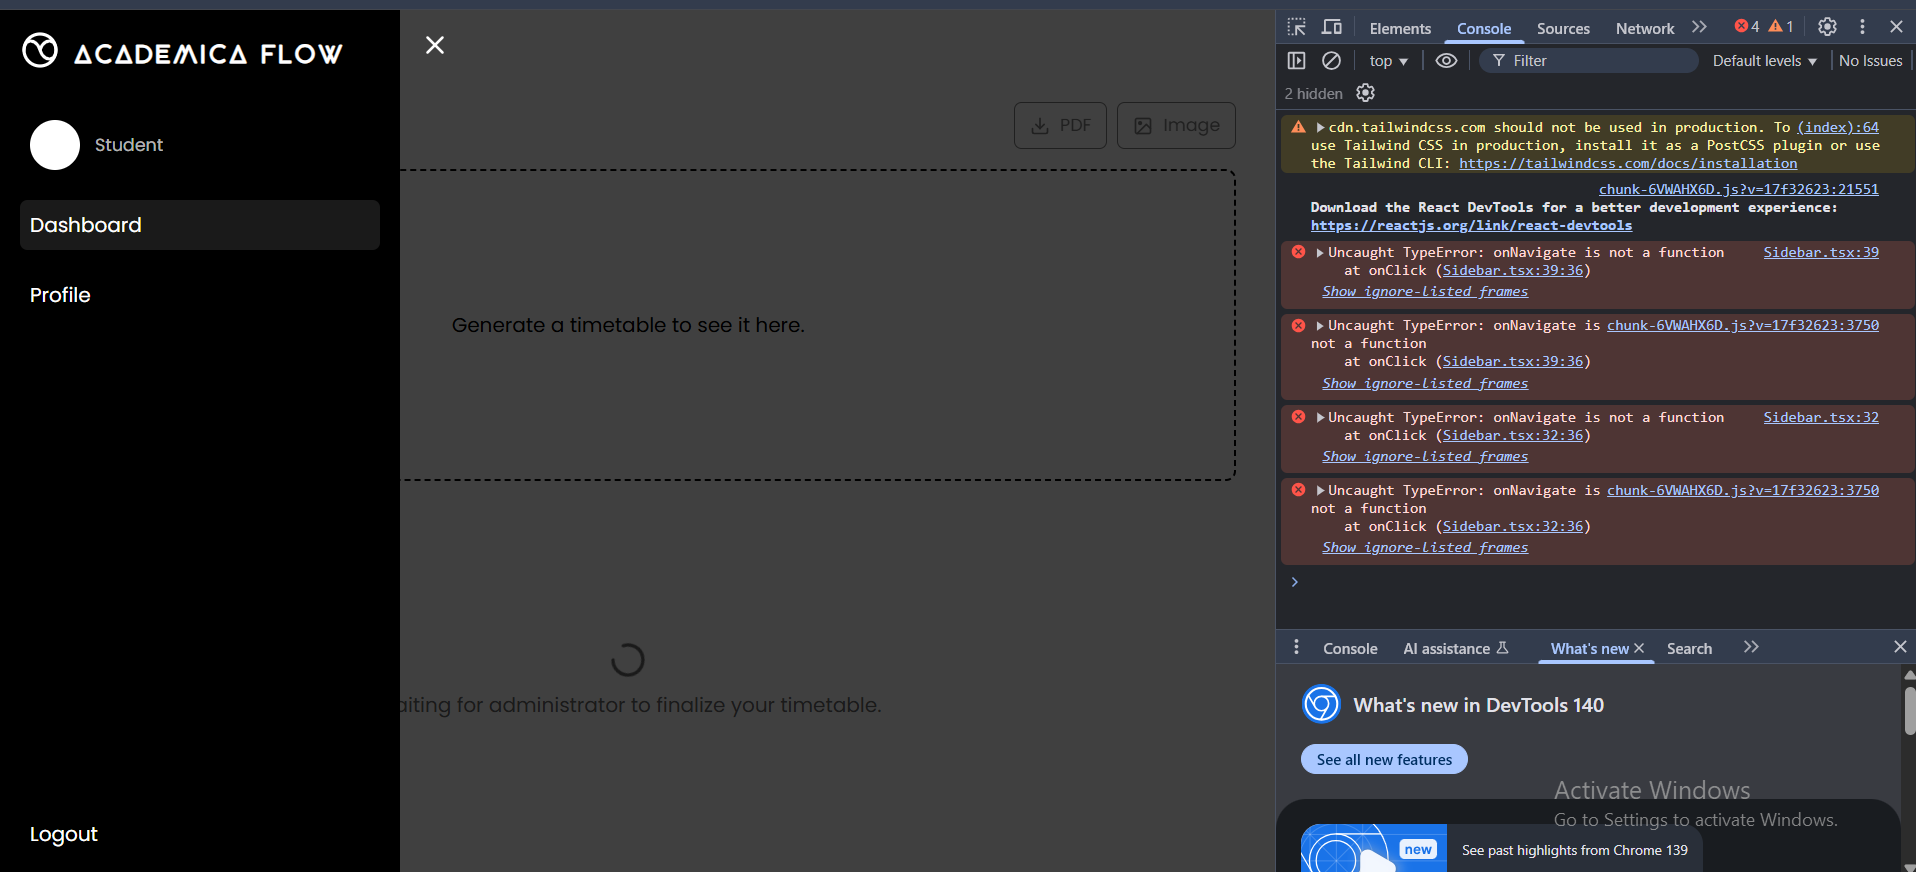 ACADEMICA FLOW
Student
Dashboard
Profile
Logout
PDF
Image
Generate a timetable to see it here.
aiting for administrator to finalize your timetable.
Elements
Console
Sources
Network
4
1
top
Filter
Default levels
No Issues
2 hidden
cdn.tailwindcss.com should not be used in production. To (index):64
use Tailwind CSS in production, install it as a PostCSS plugin or use
the Tailwind CLI: https://tailwindcss.com/docs/installation
chunk-6VWAHX6D.js?v=17f32623:21551
Download the React DevTools for a better development experience:
https://reactjs.org/link/react-devtools
Uncaught TypeError: onNavigate is not a function Sidebar.tsx:39
at onClick (Sidebar.tsx:39:36)
Show ignore-listed frames
Uncaught TypeError: onNavigate is chunk-6VWAHX6D.js?v=17f32623:3750
not a function
at onClick (Sidebar.tsx:39:36)
Show ignore-listed frames
Uncaught TypeError: onNavigate is not a function Sidebar.tsx:32
at onClick (Sidebar.tsx:32:36)
Show ignore-listed frames
Uncaught TypeError: onNavigate is chunk-6VWAHX6D.js?v=17f32623:3750
not a function
at onClick (Sidebar.tsx:32:36)
Show ignore-listed frames
Console
AI assistance
What's new
Search
What's new in DevTools 140
See all new features
Activate Windows
Go to Settings to activate Windows.
new
See past highlights from Chrome 139